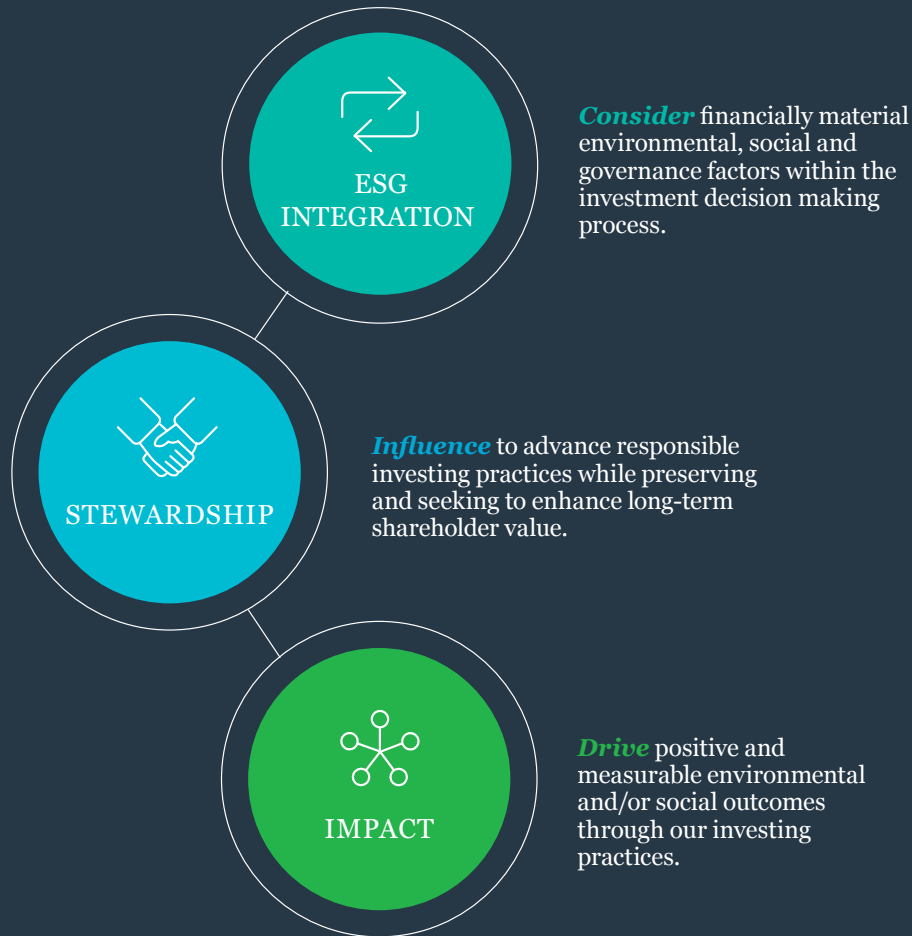 ESG
INTEGRATION
Consider financially material
environmental, social and
governance factors within the
investment decision making
process.
STEWARDSHIP
Influence to advance responsible
investing practices while preserving
and seeking to enhance long-term
shareholder value.
IMPACT
Drive positive and
measurable environmental
and/or social outcomes
through our investing
practices.